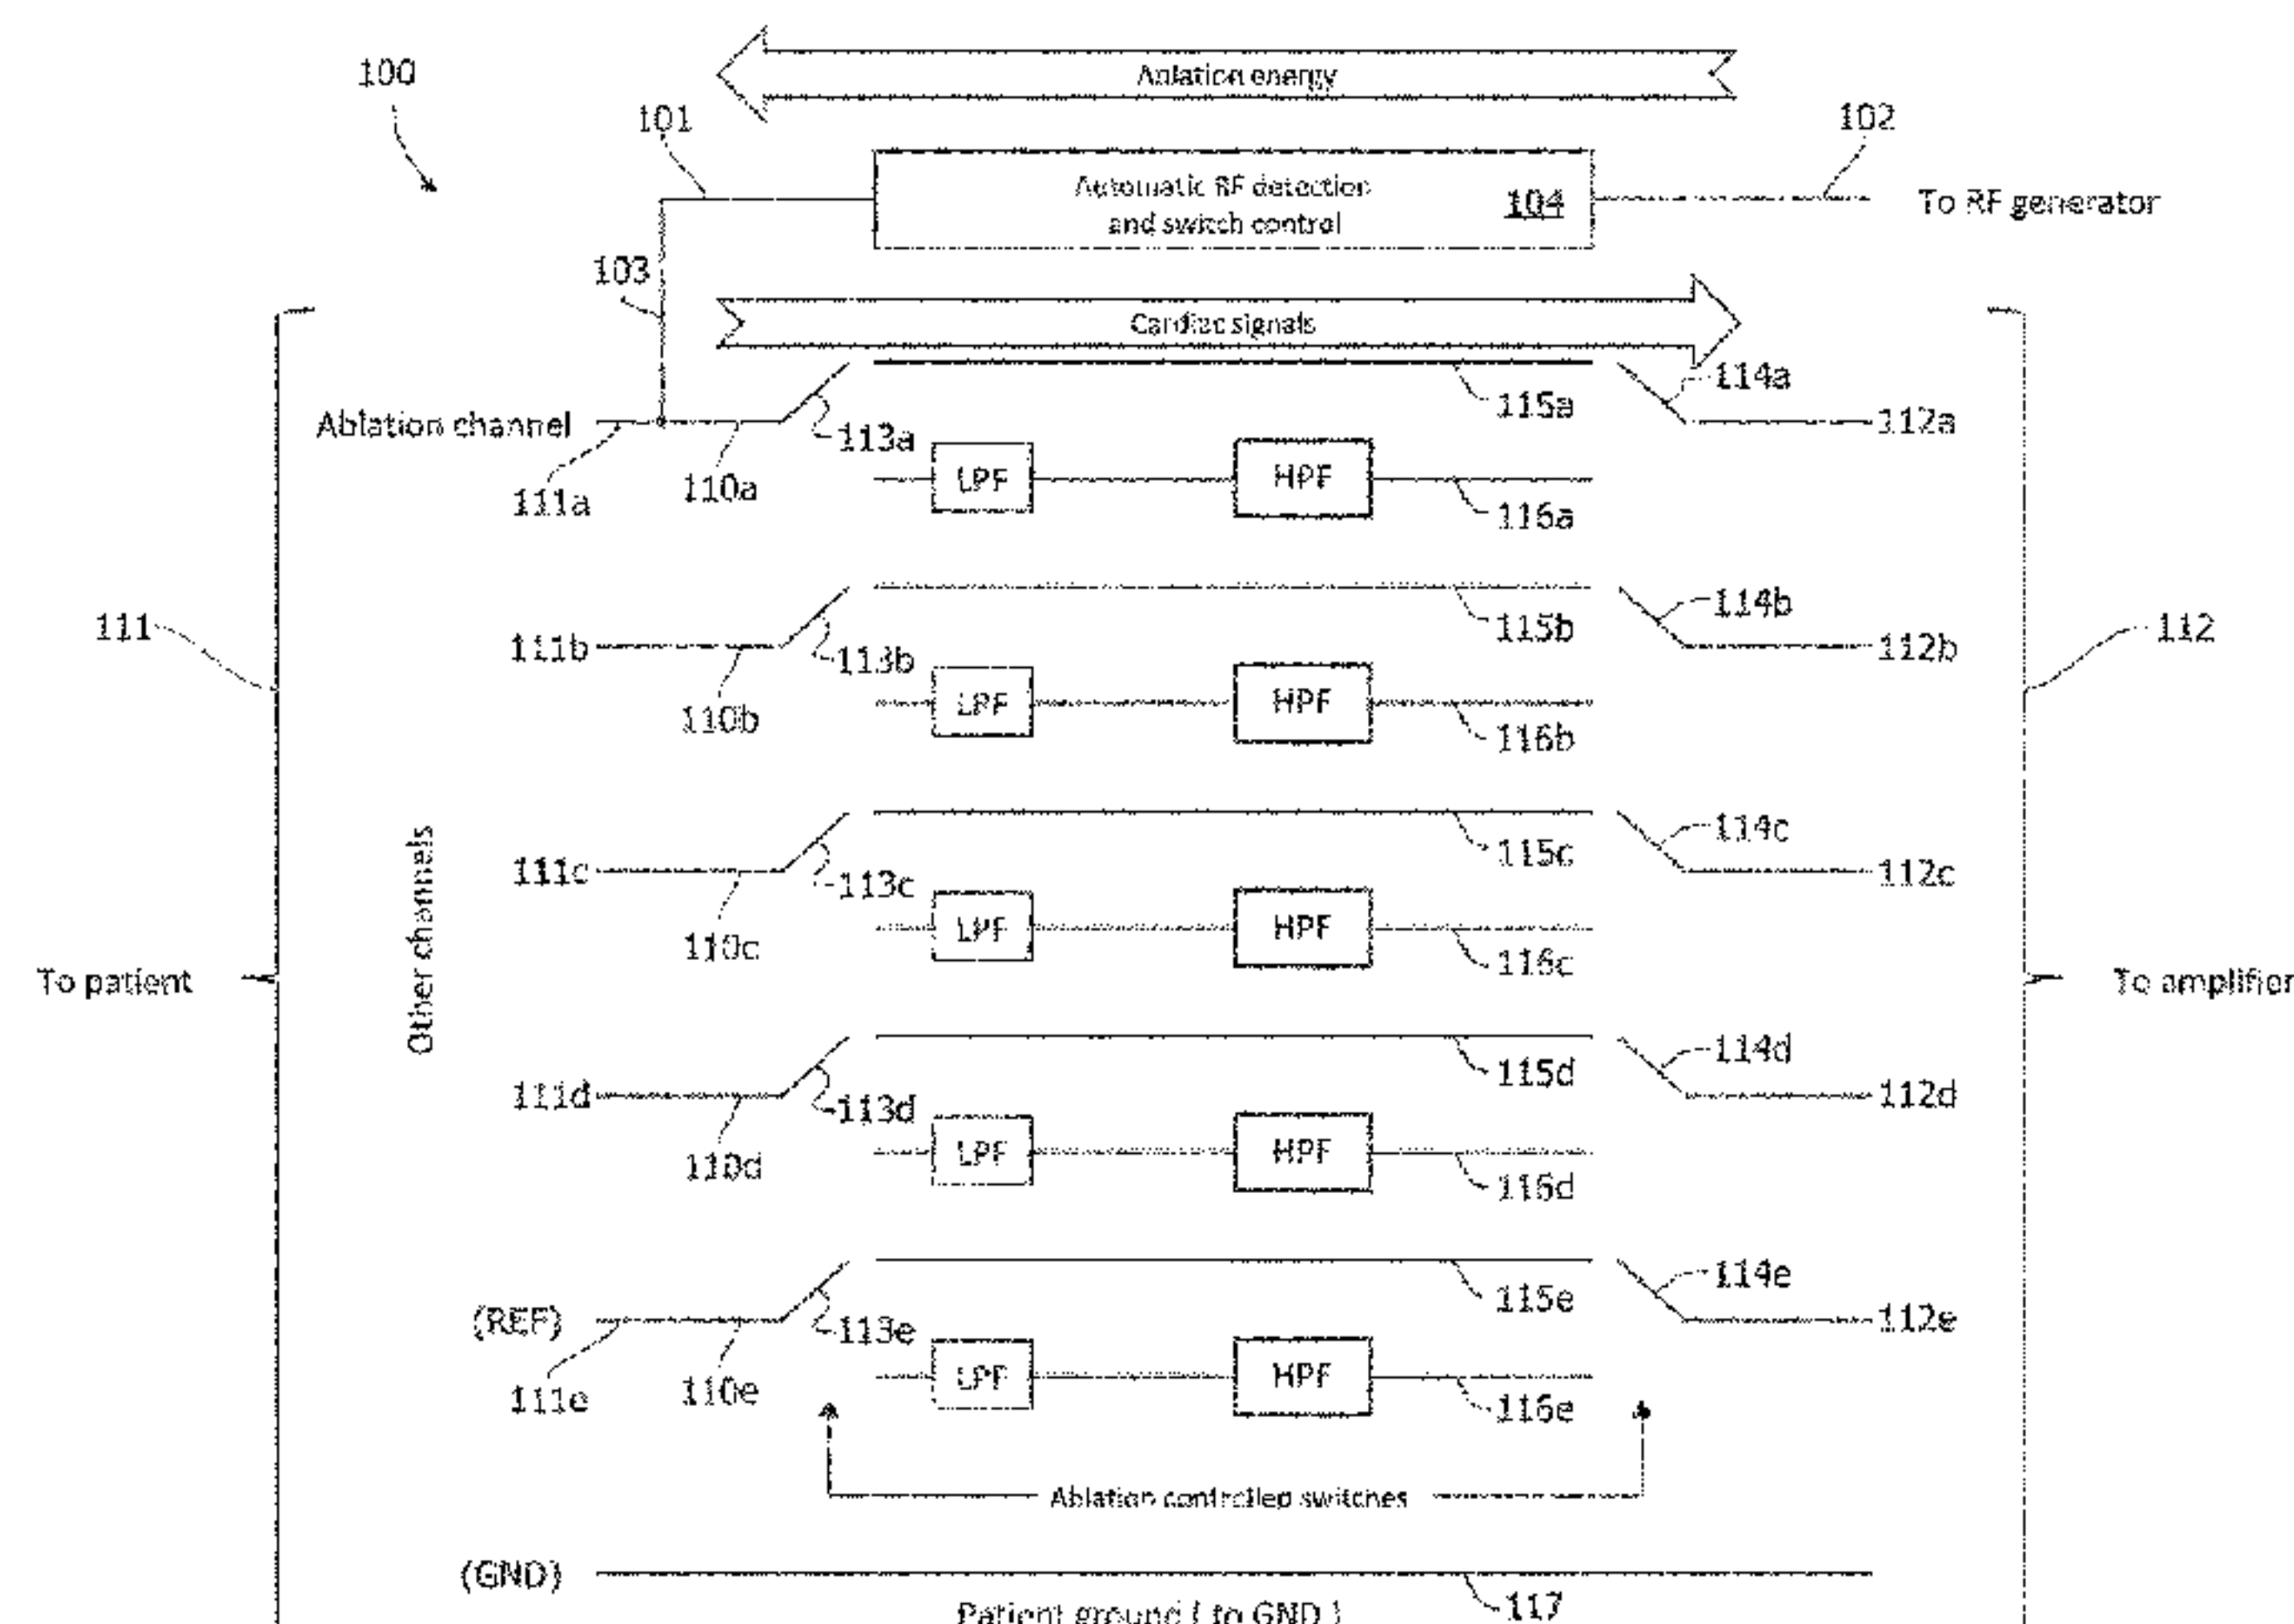 Ablation energy
100
101
102
Automatic RF detection
and switch control
104
To RF generator
103
Cardiac signals
Ablation channel
111a
110a
113a
115a
114a
112a
LPF
HPF
116a
111
111b
110b
113b
115b
114b
112b
112
LPF
HPF
116b
Other channels
111c
110c
113c
115c
114c
112c
LPF
HPF
116c
To patient
To amplifier
111d
110d
113d
115d
114d
112d
LPF
HPF
116d
(REF)
111e
110e
113e
115e
114e
112e
LPF
HPF
116e
Ablation controlled switches
(GND)
117
Patient ground ( to GND )